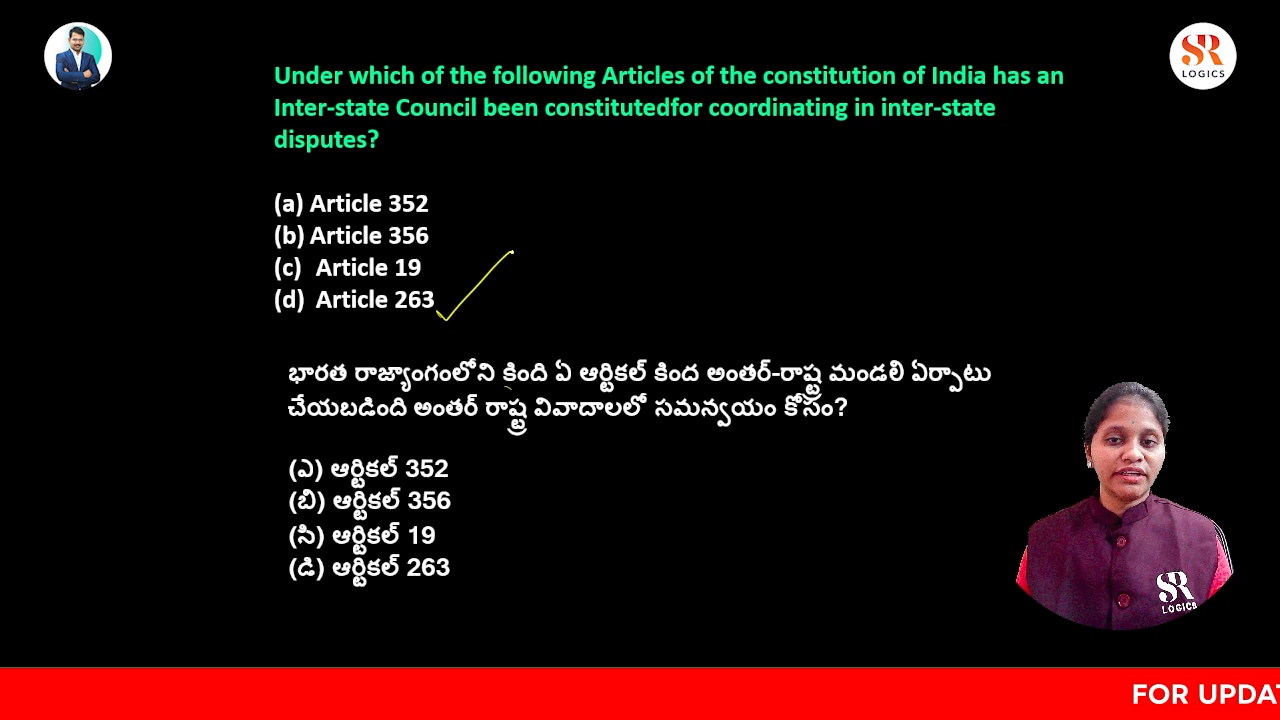 SR
LOGICS
Under which of the following Articles of the constitution of India has an
Inter-state Council been constitutedfor coordinating in inter-state
disputes?
(a) Article 352
(b) Article 356
(c) Article 19
(d) Article 263
భారత రాజ్యాంగంలోని కింది ఏ ఆర్టికల్ కింద అంతర్-రాష్ట్ర మండలి ఏర్పాటు
చేయబడింది అంతర్ రాష్ట్ర వివాదాలలో సమన్వయం కోసం?
(ఎ) ఆర్టికల్ 352
(బి) ఆర్టికల్ 356
(సి) ఆర్టికల్ 19
(డి) ఆర్టికల్ 263
SR
LOGICS
FOR UPDAT